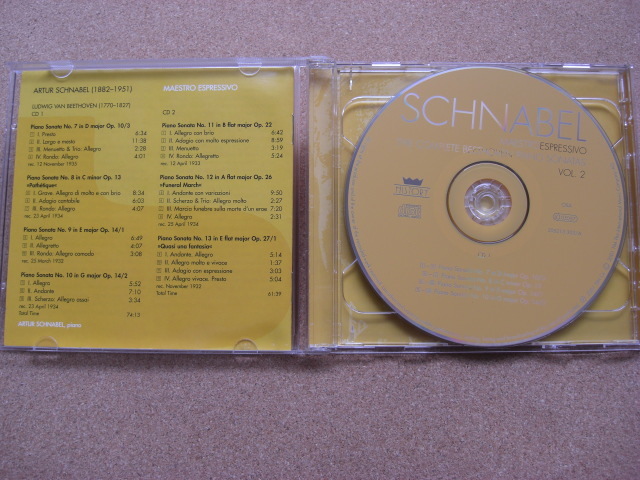 ARTUR SCHNABEL (1882–1951)
MAESTRO ESPRESSIVO
LUDWIG VAN BEETHOVEN (1770–1827)
CD 1
Piano Sonata No. 7 in D major Op. 10/3
I. Presto 6:34
II. Largo e mesto 11:38
III. Menuetto & Trio: Allegro 2:28
IV. Rondo: Allegro 4:01
rec. 12 November 1935
Piano Sonata No. 8 in C minor Op. 13
»Pathétique«
I. Grave. Allegro di molto e con brio 8:34
II. Adagio cantabile 6:03
III. Rondo: Allegro 4:07
rec. 23 April 1934
Piano Sonata No. 9 in E major Op. 14/1
I. Allegro 6:49
II. Allegretto 4:07
III. Rondo: Allegro comodo 3:08
rec. 25 March 1932
Piano Sonata No. 10 in G major Op. 14/2
I. Allegro 5:52
II. Andante 7:10
III. Scherzo: Allegro assai 3:34
rec. 23 April 1934
Total Time 74:13
ARTUR SCHNABEL, piano
CD 2
Piano Sonata No. 11 in B flat major Op. 22
I. Allegro con brio 6:42
II. Adagio con molto espressione 8:59
III. Menuetto 3:19
IV. Rondo: Allegretto 5:24
rec. 12 April 1933
Piano Sonata No. 12 in A flat major Op. 26
»Funeral March«
I. Andante con variazioni 9:50
II. Scherzo & Trio: Allegro molto 2:27
III. Marcia funebre sulla morte d'un eroe 7:20
IV. Allegro 2:31
rec. 25 April 1934
Piano Sonata No. 13 in E flat major Op. 27/1
»Quasi una fantasia«
I. Andante. Allegro 5:14
II. Allegro molto e vivace 1:37
III. Adagio con espressione 3:03
IV. Allegro vivace. Presto 5:04
rec. November 1932
Total Time 61:39
SCHNABEL
ESPRESSIVO
VOL. 2
HISTORY